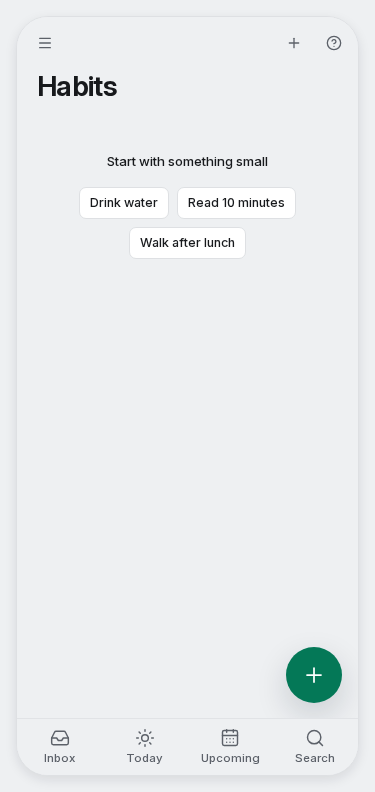 Habits
Start with something small
Drink water
Read 10 minutes
Walk after lunch
Inbox
Today
Upcoming
Search